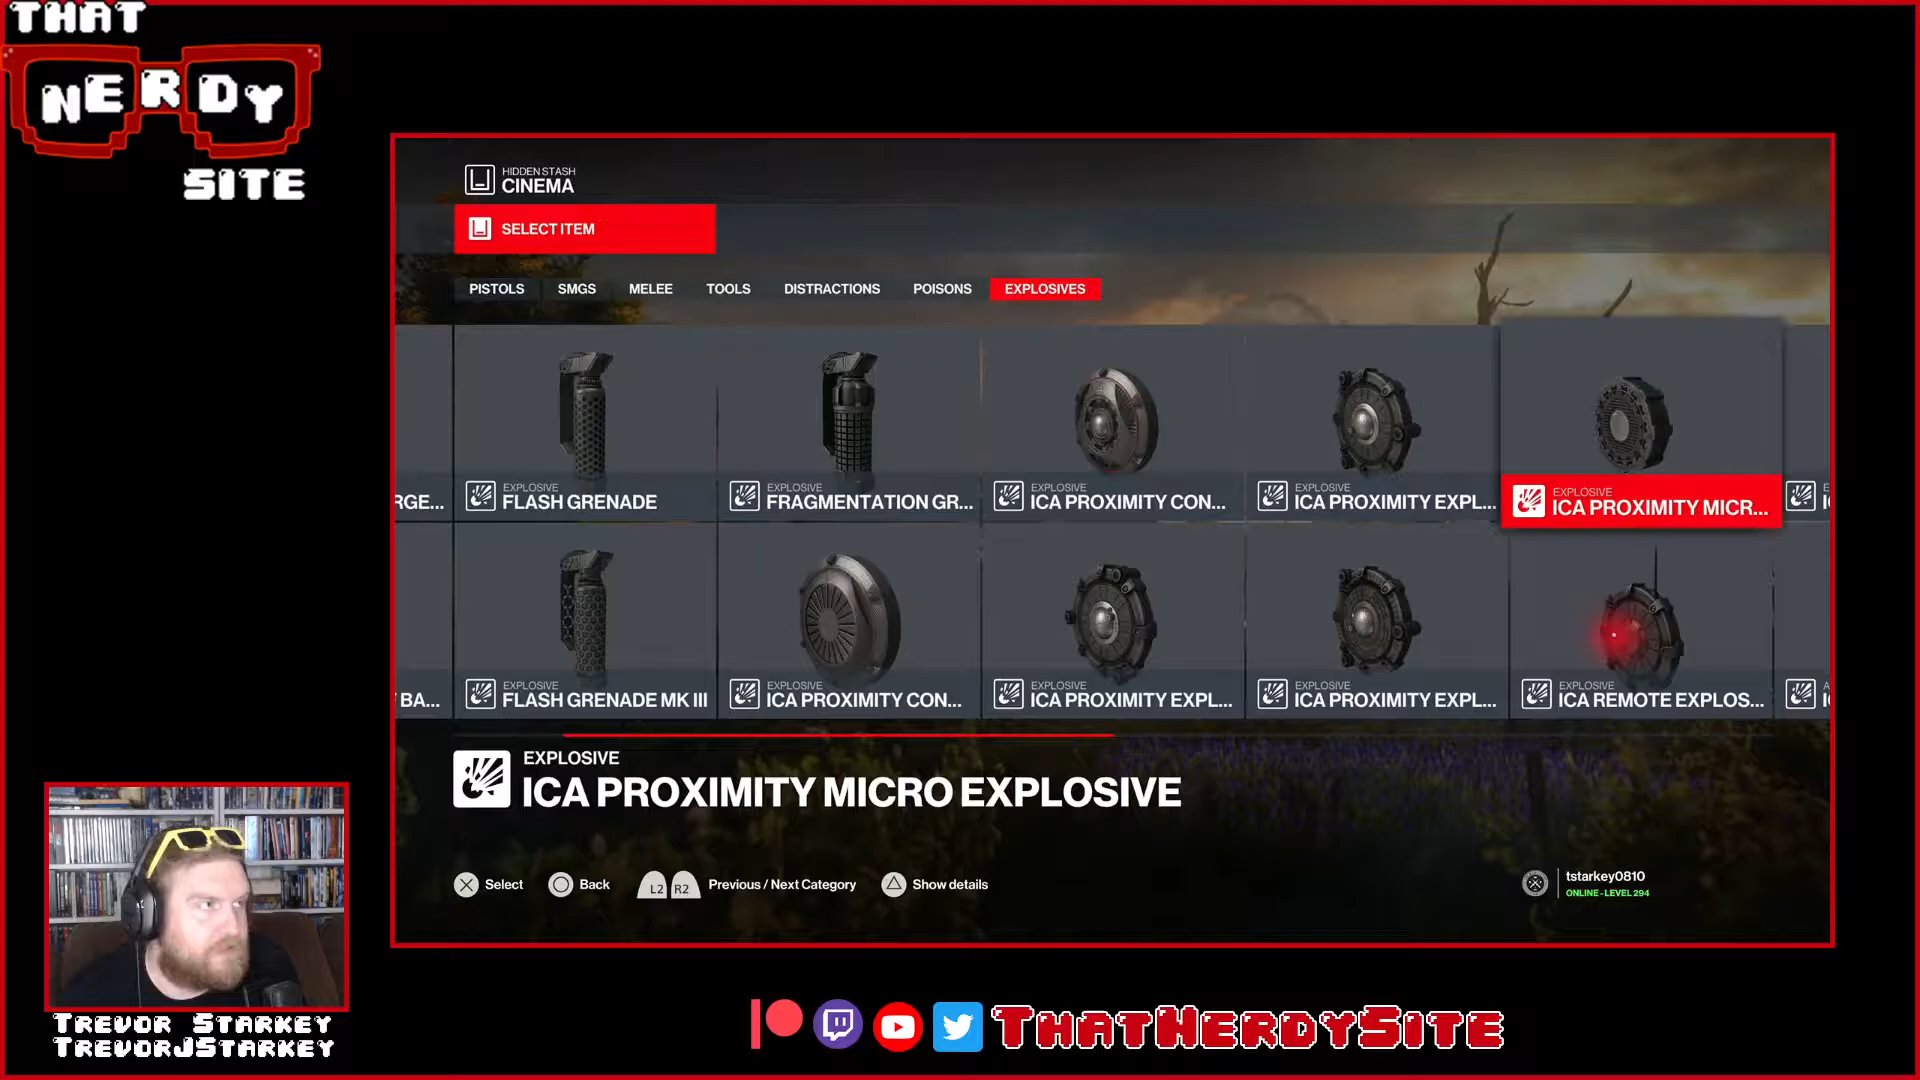 THAT
NERDY
SITE
HIDDEN STASH
CINEMA
SELECT ITEM
PISTOLS SMGS MELEE TOOLS DISTRACTIONS POISONS EXPLOSIVES
RGE...
EXPLOSIVE
FLASH GRENADE
EXPLOSIVE
FRAGMENTATION GR...
EXPLOSIVE
ICA PROXIMITY CON...
EXPLOSIVE
ICA PROXIMITY EXPL...
EXPLOSIVE
ICA PROXIMITY MICR...
BA...
EXPLOSIVE
FLASH GRENADE MK III
EXPLOSIVE
ICA PROXIMITY CON...
EXPLOSIVE
ICA PROXIMITY EXPL...
EXPLOSIVE
ICA PROXIMITY EXPL...
EXPLOSIVE
ICA REMOTE EXPLOS...
EXPLOSIVE
ICA PROXIMITY MICRO EXPLOSIVE
Select Back L2 R2 Previous / Next Category Show details
tstarkey0810
ONLINE - LEVEL 294
TREVOR STARKEY
TREVORJSTARKEY
THATNERDYSITE